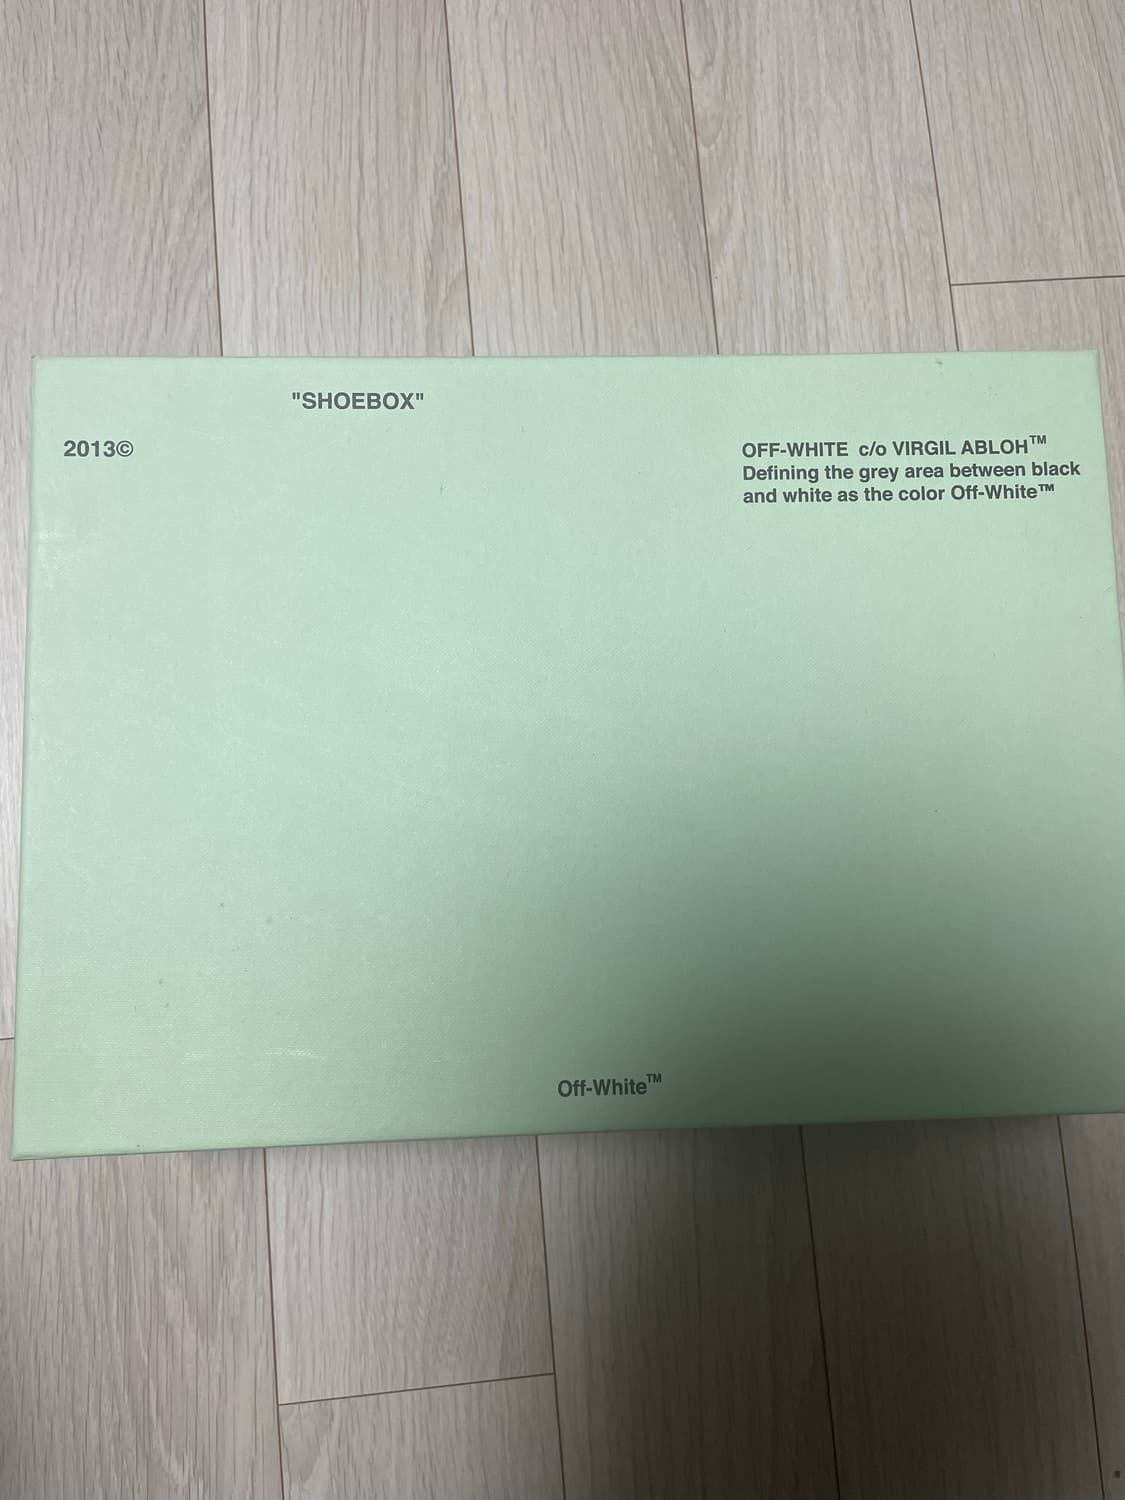 "SHOEBOX"
2013©
OFF-WHITE c/o VIRGIL ABLOH™
Defining the grey area between black
and white as the color Off-White™
Off-White™